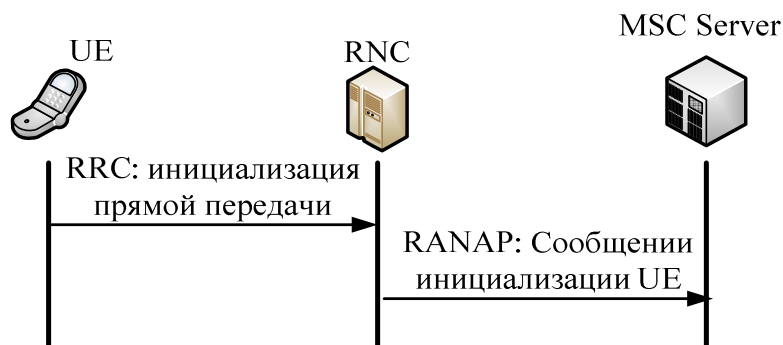 UE
RNC
MSC Server
RRC: инициализация
прямой передачи
RANAP: Сообщении
инициализации UE